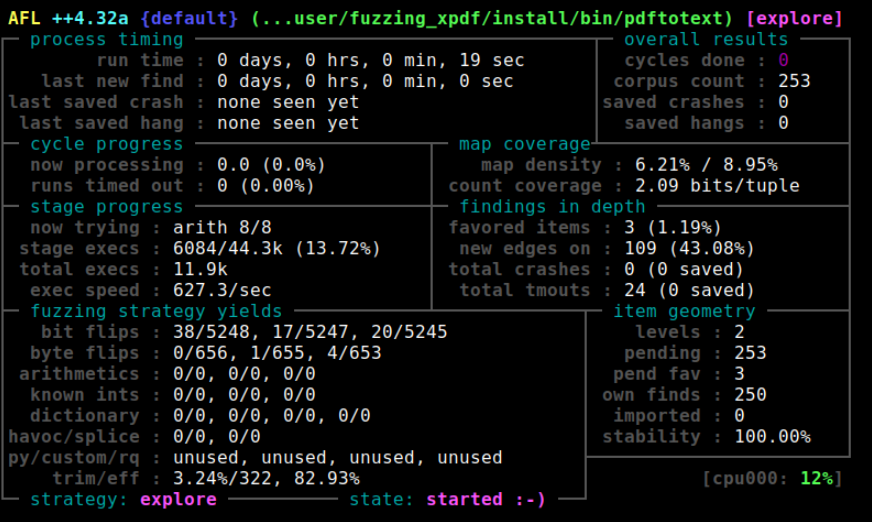 AFL ++4.32a {default} (...user/fuzzing_xpdf/install/bin/pdftotext) [explore]
process timing overall results
run time : 0 days, 0 hrs, 0 min, 19 sec cycles done : 0
last new find : 0 days, 0 hrs, 0 min, 0 sec corpus count : 253
last saved crash : none seen yet saved crashes : 0
last saved hang : none seen yet saved hangs : 0
cycle progress map coverage
now processing : 0.0 (0.0%) map density : 6.21% / 8.95%
runs timed out : 0 (0.00%) count coverage : 2.09 bits/tuple
stage progress findings in depth
now trying : arith 8/8 favored items : 3 (1.19%)
stage execs : 6084/44.3k (13.72%) new edges on : 109 (43.08%)
total execs : 11.9k total crashes : 0 (0 saved)
exec speed : 627.3/sec total tmouts : 24 (0 saved)
fuzzing strategy yields item geometry
bit flips : 38/5248, 17/5247, 20/5245 levels : 2
byte flips : 0/656, 1/655, 4/653 pending : 253
arithmetics : 0/0, 0/0, 0/0 pend fav : 3
known ints : 0/0, 0/0, 0/0 own finds : 250
dictionary : 0/0, 0/0, 0/0, 0/0 imported : 0
havoc/splice : 0/0, 0/0 stability : 100.00%
py/custom/rq : unused, unused, unused, unused
trim/eff : 3.24%/322, 82.93% [cpu000: 12%]
strategy: explore state: started :-)